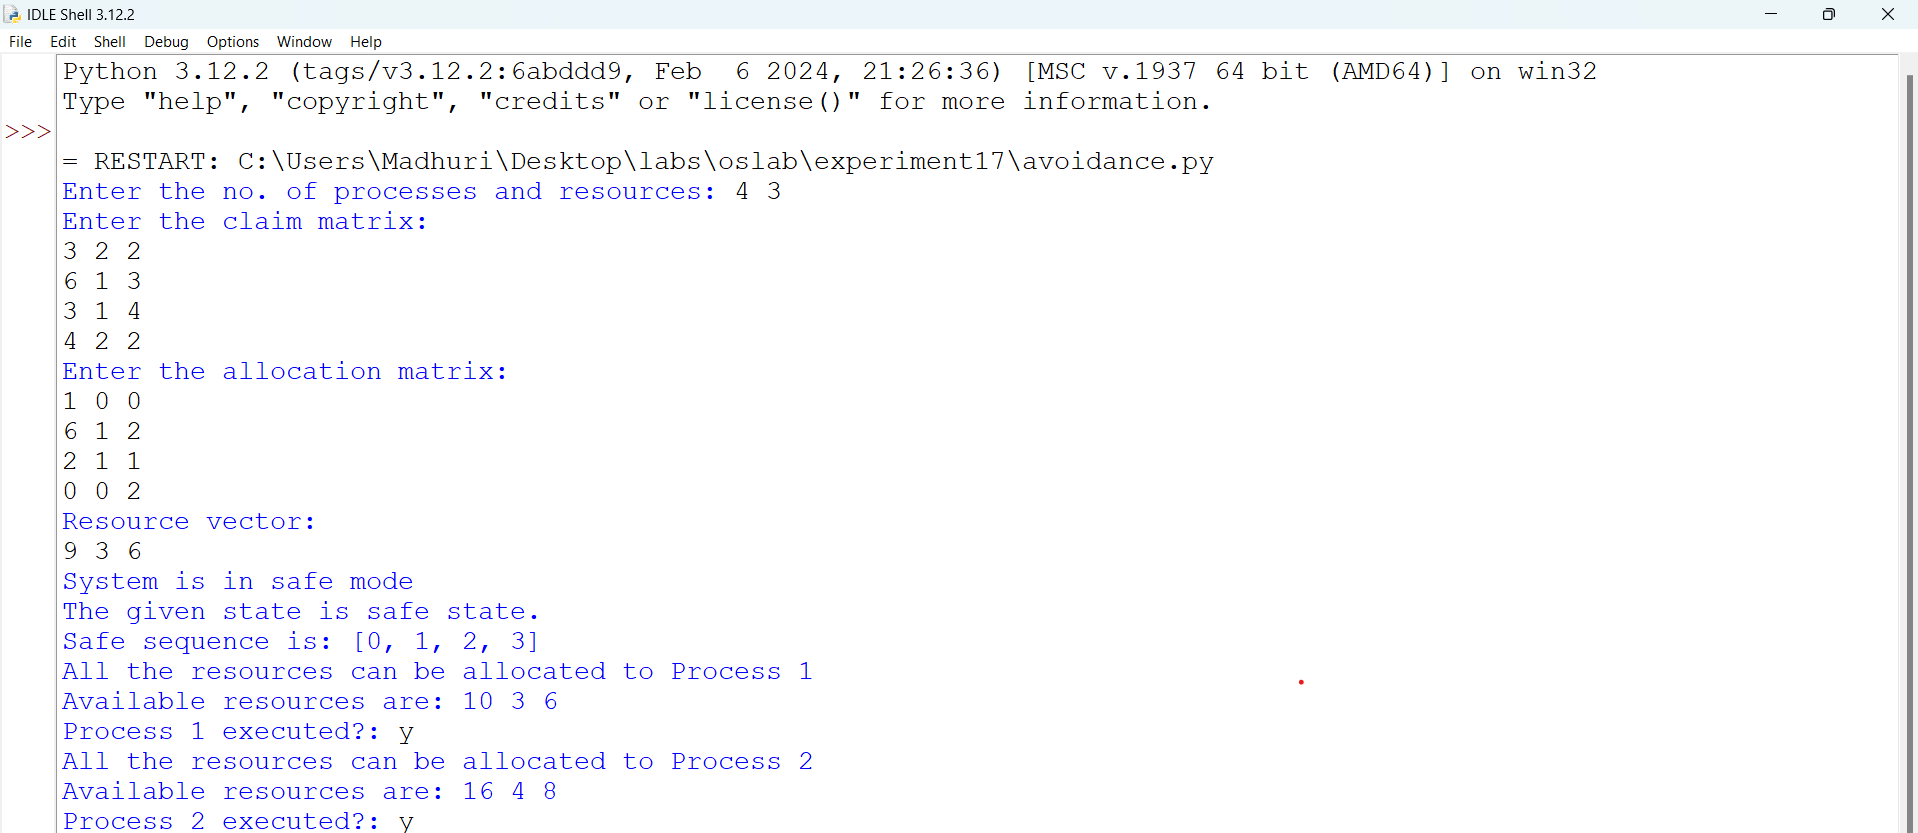 IDLE Shell 3.12.2
File Edit Shell Debug Options Window Help
Python 3.12.2 (tags/v3.12.2:6abddd9, Feb  6 2024, 21:26:36) [MSC v.1937 64 bit (AMD64)] on win32
Type "help", "copyright", "credits" or "license()" for more information.
>>>
= RESTART: C:\Users\Madhuri\Desktop\labs\oslab\experiment17\avoidance.py
Enter the no. of processes and resources: 4 3
Enter the claim matrix:
3 2 2
6 1 3
3 1 4
4 2 2
Enter the allocation matrix:
1 0 0
6 1 2
2 1 1
0 0 2
Resource vector:
9 3 6
System is in safe mode
The given state is safe state.
Safe sequence is: [0, 1, 2, 3]
All the resources can be allocated to Process 1
Available resources are: 10 3 6
Process 1 executed?: y
All the resources can be allocated to Process 2
Available resources are: 16 4 8
Process 2 executed?: y